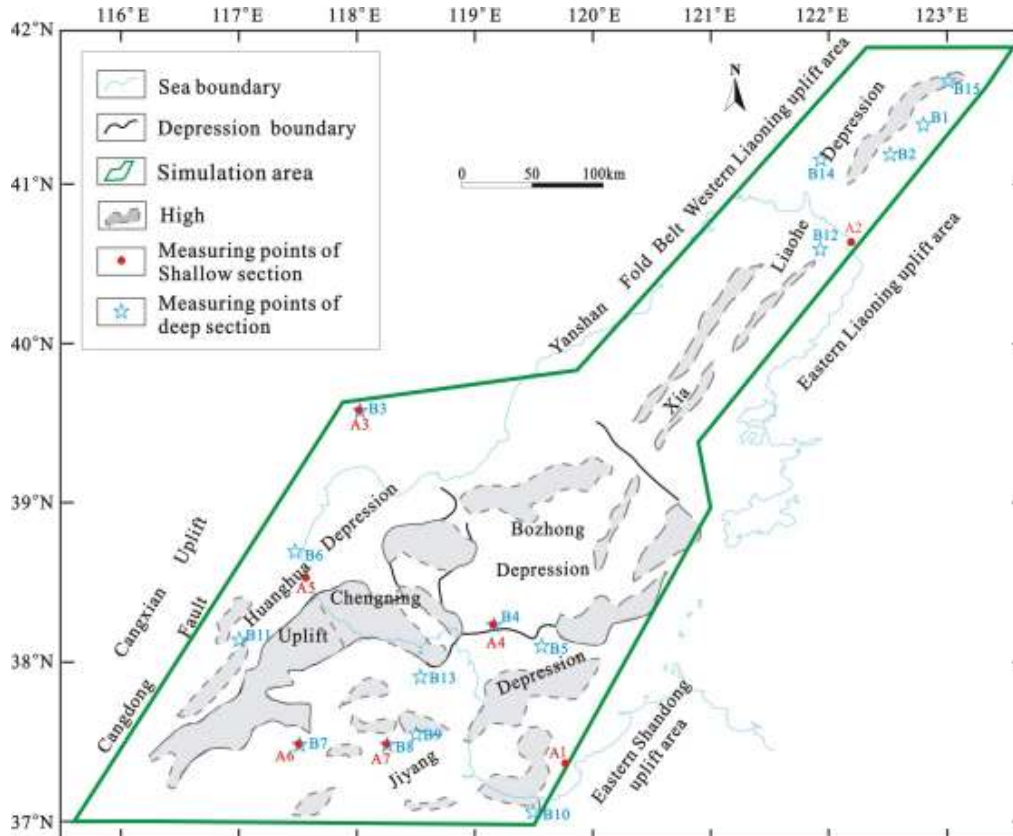 116°E 117°E 118°E 119°E 120°E 121°E 122°E 123°E
42°N
41°N
40°N
39°N
38°N
37°N
Sea boundary
Depression boundary
Simulation area
High
Measuring points of
Shallow section
Measuring points of
deep section
N
0 50 100km
Western Liaoning uplift area
Yanshan Fold Belt
Depression
Liaohe
Xia
Eastern Liaoning uplift area
B15
B1
B2
B14
B12
A2
B3
A3
Cangxian Uplift
Cangdong Fault
Huanghua Depression
B6
A5
B11
Chengning
Uplift
Bozhong
Depression
B4
A4
B5
B13
Depression
Jiyang
A6
B7
A7
B8
B9
A1
B10
Eastern Shandong
uplift area